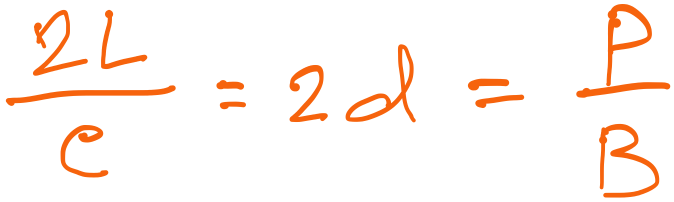 2L/e = 2d = P/B